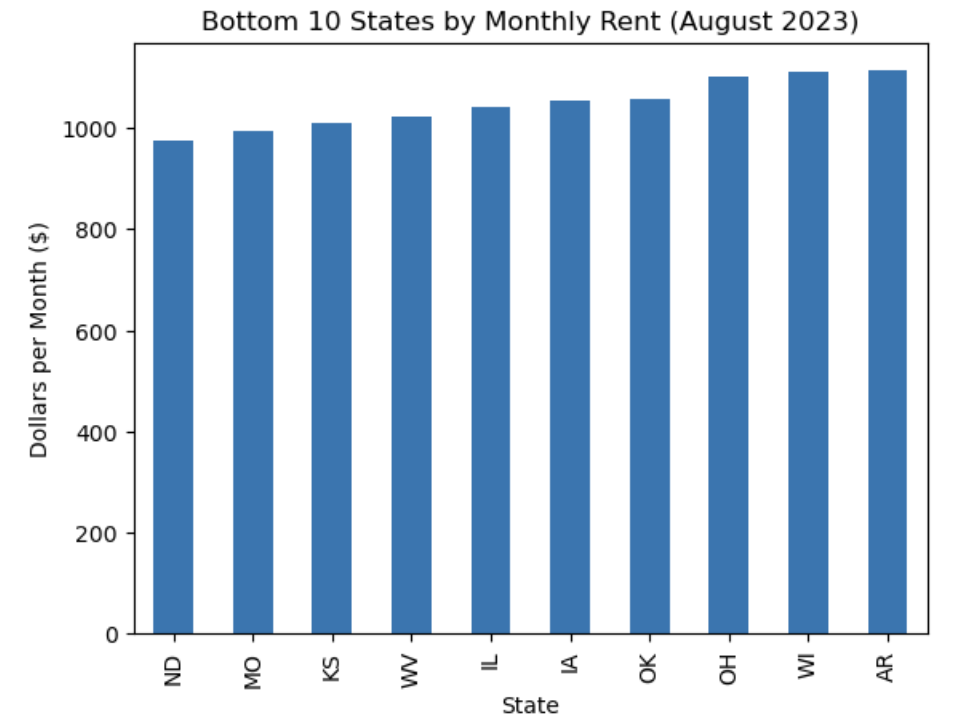 Bottom 10 States by Monthly Rent (August 2023)
Dollars per Month ($)
1000
800
600
400
200
0
ND MO KS WV IL IA OK OH WI AR
State